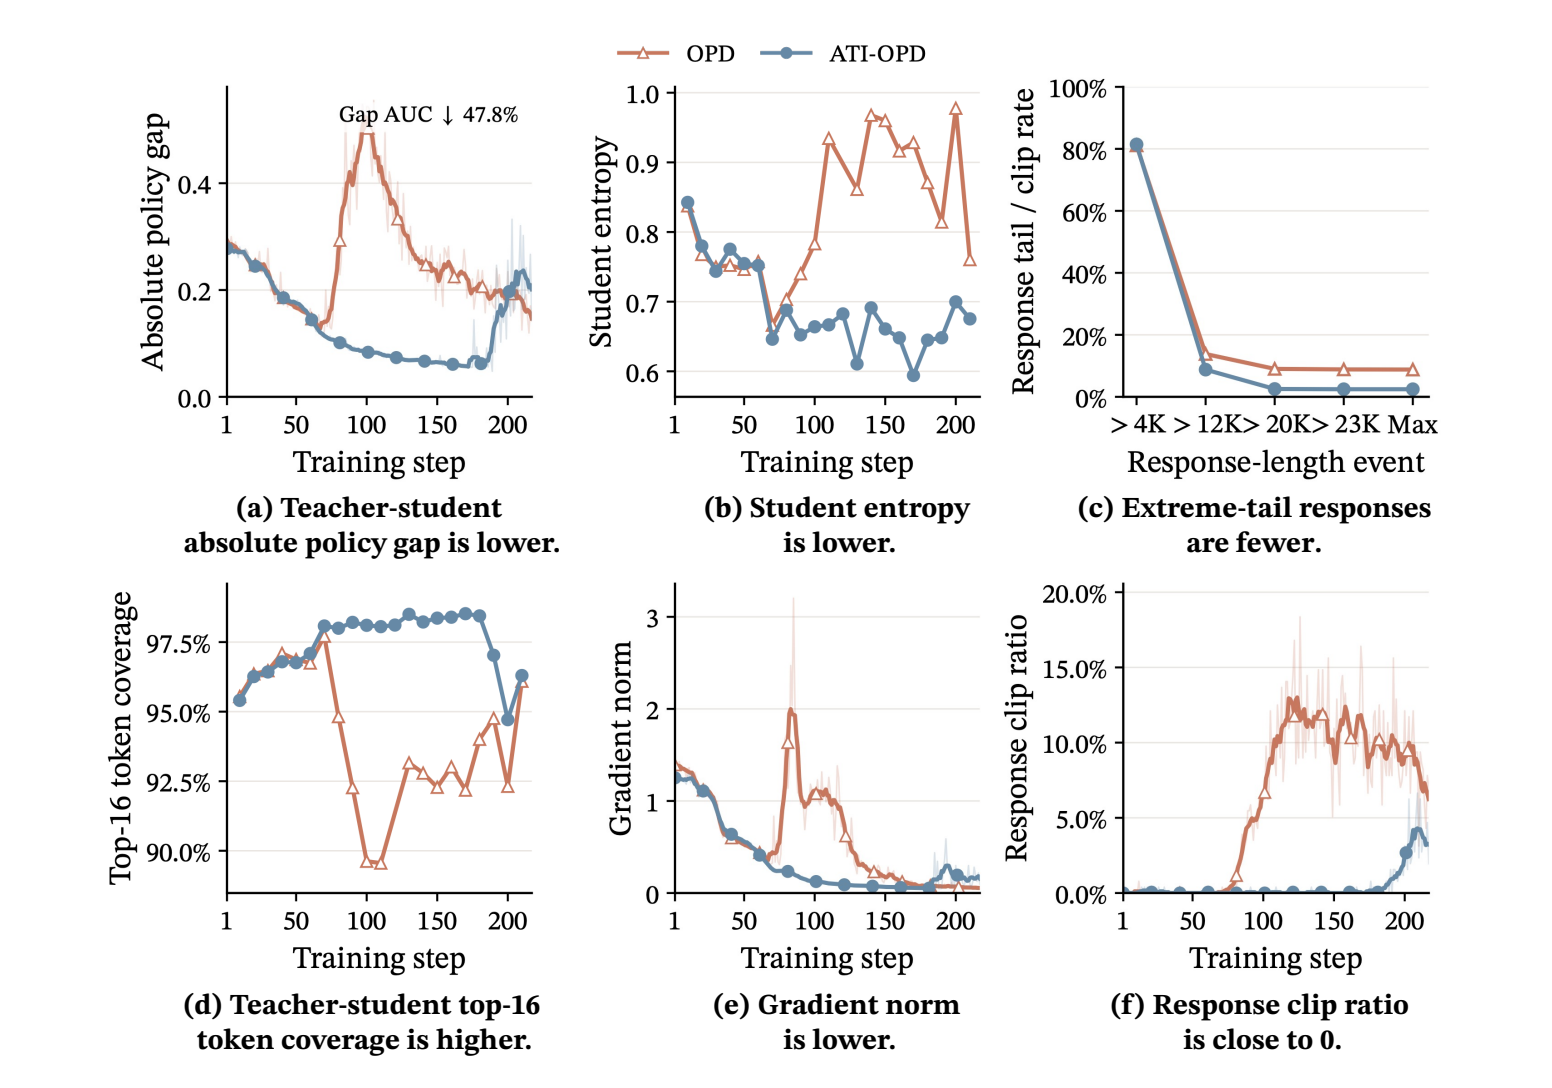 OPD ATI-OPD
Gap AUC ↓ 47.8%
Absolute policy gap
0.4
0.2
0.0
1 50 100 150 200
Training step
(a) Teacher-student
absolute policy gap is lower.
Student entropy
1.0
0.9
0.8
0.7
0.6
1 50 100 150 200
Training step
(b) Student entropy
is lower.
Response tail / clip rate
100%
80%
60%
40%
20%
0%
> 4K > 12K > 20K > 23K Max
Response-length event
(c) Extreme-tail responses
are fewer.
Top-16 token coverage
97.5%
95.0%
92.5%
90.0%
1 50 100 150 200
Training step
(d) Teacher-student top-16
token coverage is higher.
Gradient norm
3
2
1
0
1 50 100 150 200
Training step
(e) Gradient norm
is lower.
Response clip ratio
20.0%
15.0%
10.0%
5.0%
0.0%
1 50 100 150 200
Training step
(f) Response clip ratio
is close to 0.